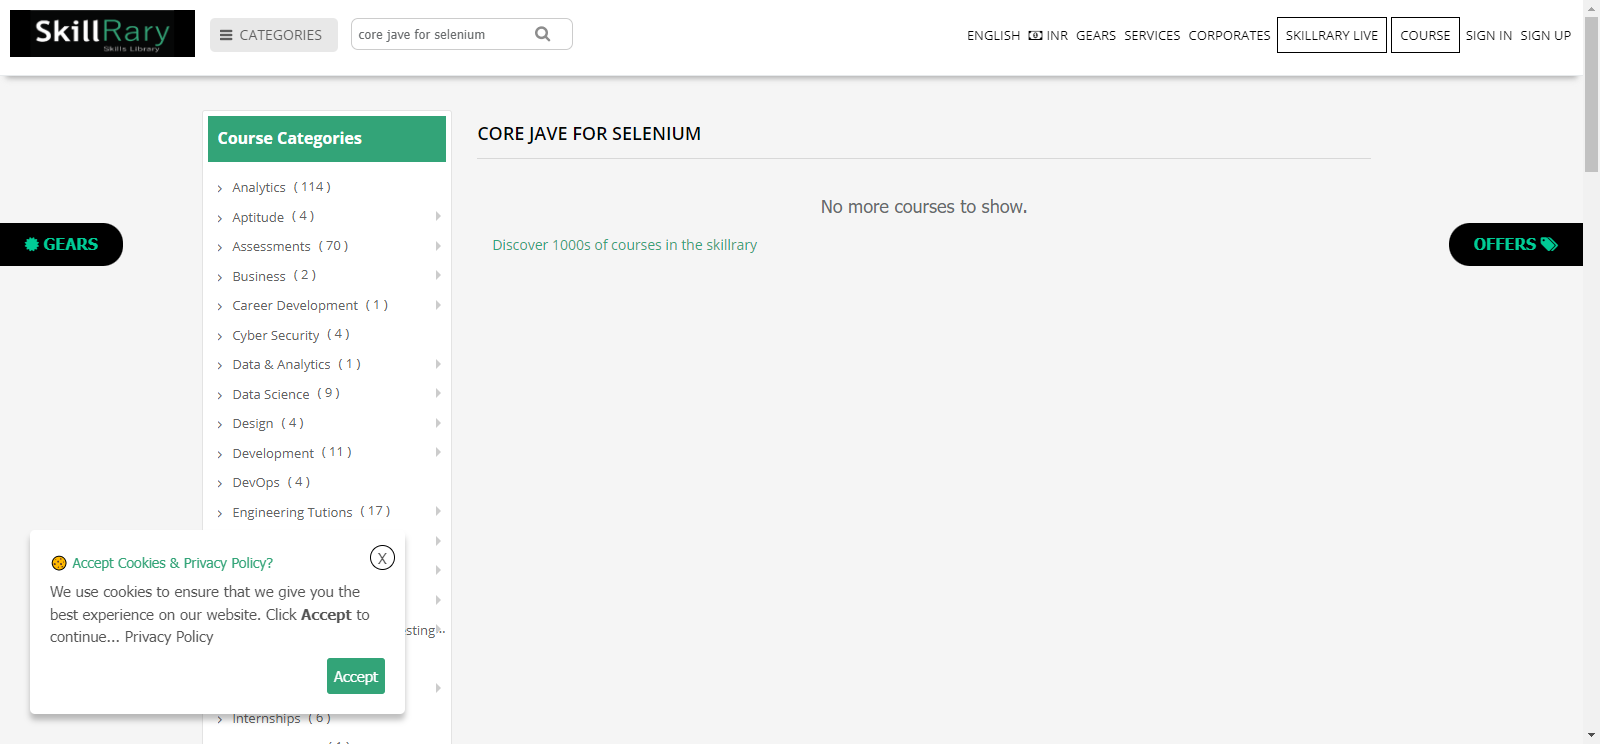 SkillRary
Skills Library
CATEGORIES
core jave for selenium
ENGLISH INR GEARS SERVICES CORPORATES SKILLRARY LIVE COURSE SIGN IN SIGN UP
Course Categories
Analytics ( 114 )
Aptitude ( 4 )
Assessments ( 70 )
Business ( 2 )
Career Development ( 1 )
Cyber Security ( 4 )
Data & Analytics ( 1 )
Data Science ( 9 )
Design ( 4 )
Development ( 11 )
DevOps ( 4 )
Engineering Tutions ( 17 )
esting...
Internships ( 6 )
CORE JAVE FOR SELENIUM
No more courses to show.
Discover 1000s of courses in the skillrary
GEARS
OFFERS
Accept Cookies & Privacy Policy?
X
We use cookies to ensure that we give you the
best experience on our website. Click Accept to
continue... Privacy Policy
Accept